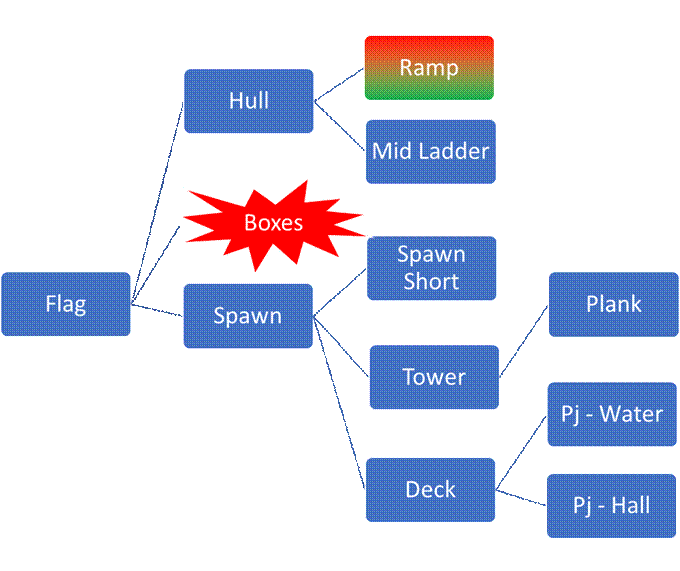 Flag
Hull
Boxes
Spawn
Ramp
Mid Ladder
Spawn
Short
Tower
Deck
Plank
Pj - Water
Pj - Hall